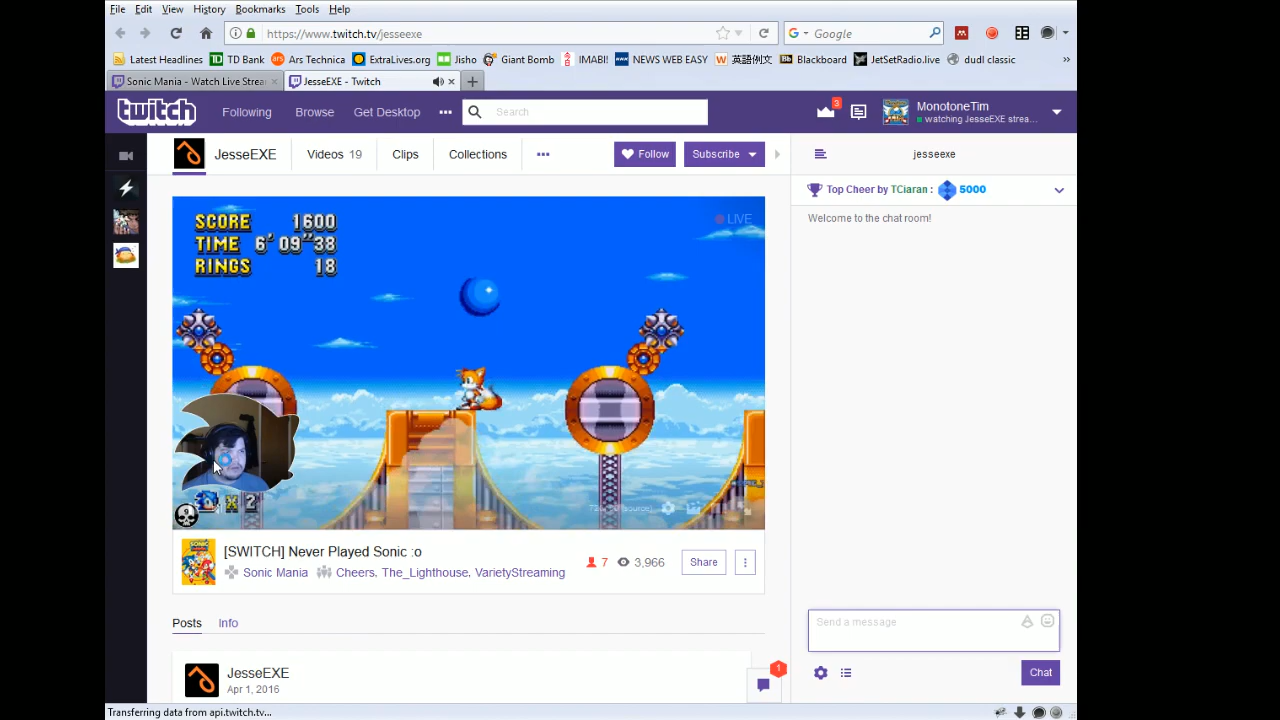 File Edit View History Bookmarks Tools Help
https://www.twitch.tv/jesseexe
Google
Latest Headlines TD Bank Ars Technica ExtraLives.org Jisho Giant Bomb IMABI! NEWS WEB EASY 英語例文 Blackboard JetSetRadio.live dudl classic
Sonic Mania - Watch Live Strea
JesseEXE - Twitch
twitch Following Browse Get Desktop Search
3
MonotoneTim
watching JesseEXE strea...
JesseEXE Videos 19 Clips Collections Follow Subscribe
jesseexe
Top Cheer by TCiaran : 5000
Welcome to the chat room!
SCORE 1600
TIME 6'09"38
RINGS 18
LIVE
[SWITCH] Never Played Sonic :o
7 3,966 Share
Sonic Mania Cheers, The_Lighthouse, VarietyStreaming
Posts Info
JesseEXE
Apr 1, 2016
1
Send a message
Chat
Transferring data from api.twitch.tv...